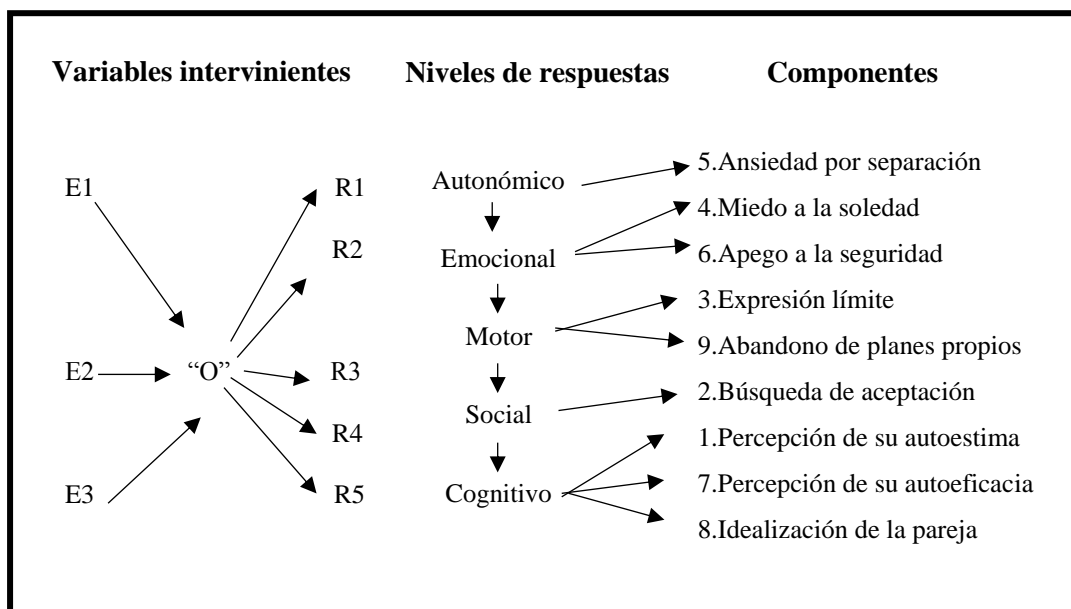 Variables intervinientes
Niveles de respuestas
Componentes
E1
E2
E3
“O”
R1
R2
R3
R4
R5
Autonómico
Emocional
Motor
Social
Cognitivo
5.Ansiedad por separación
4.Miedo a la soledad
6.Apego a la seguridad
3.Expresión límite
9.Abandono de planes propios
2.Búsqueda de aceptación
1.Percepción de su autoestima
7.Percepción de su autoeficacia
8.Idealización de la pareja